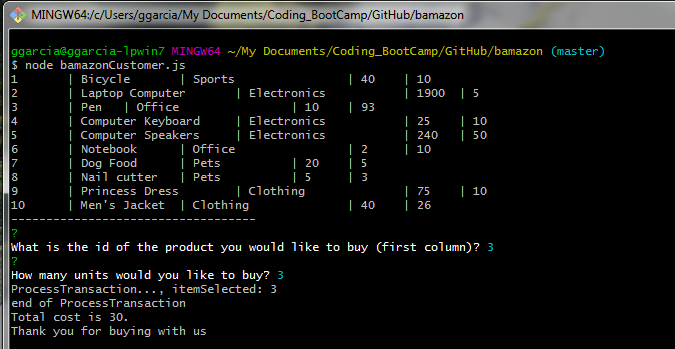 MINGW64:/c/Users/ggarcia/My Documents/Coding_BootCamp/GitHub/bamazon
ggarcia@ggarcia-lpwin7 MINGW64 ~/My Documents/Coding_BootCamp/GitHub/bamazon (master)
$ node bamazonCustomer.js
1 | Bicycle | Sports | 40 | 10
2 | Laptop Computer | Electronics | 1900 | 5
3 | Pen | Office | 10 | 93
4 | Computer Keyboard | Electronics | 25 | 10
5 | Computer Speakers | Electronics | 240 | 50
6 | Notebook | Office | 2 | 10
7 | Dog Food | Pets | 20 | 5
8 | Nail cutter | Pets | 5 | 3
9 | Princess Dress | Clothing | 75 | 10
10 | Men's Jacket | Clothing | 40 | 26
-----------------------------------
?
What is the id of the product you would like to buy (first column)? 3
?
How many units would you like to buy? 3
ProcessTransaction..., itemSelected: 3
end of ProcessTransaction
Total cost is 30.
Thank you for buying with us